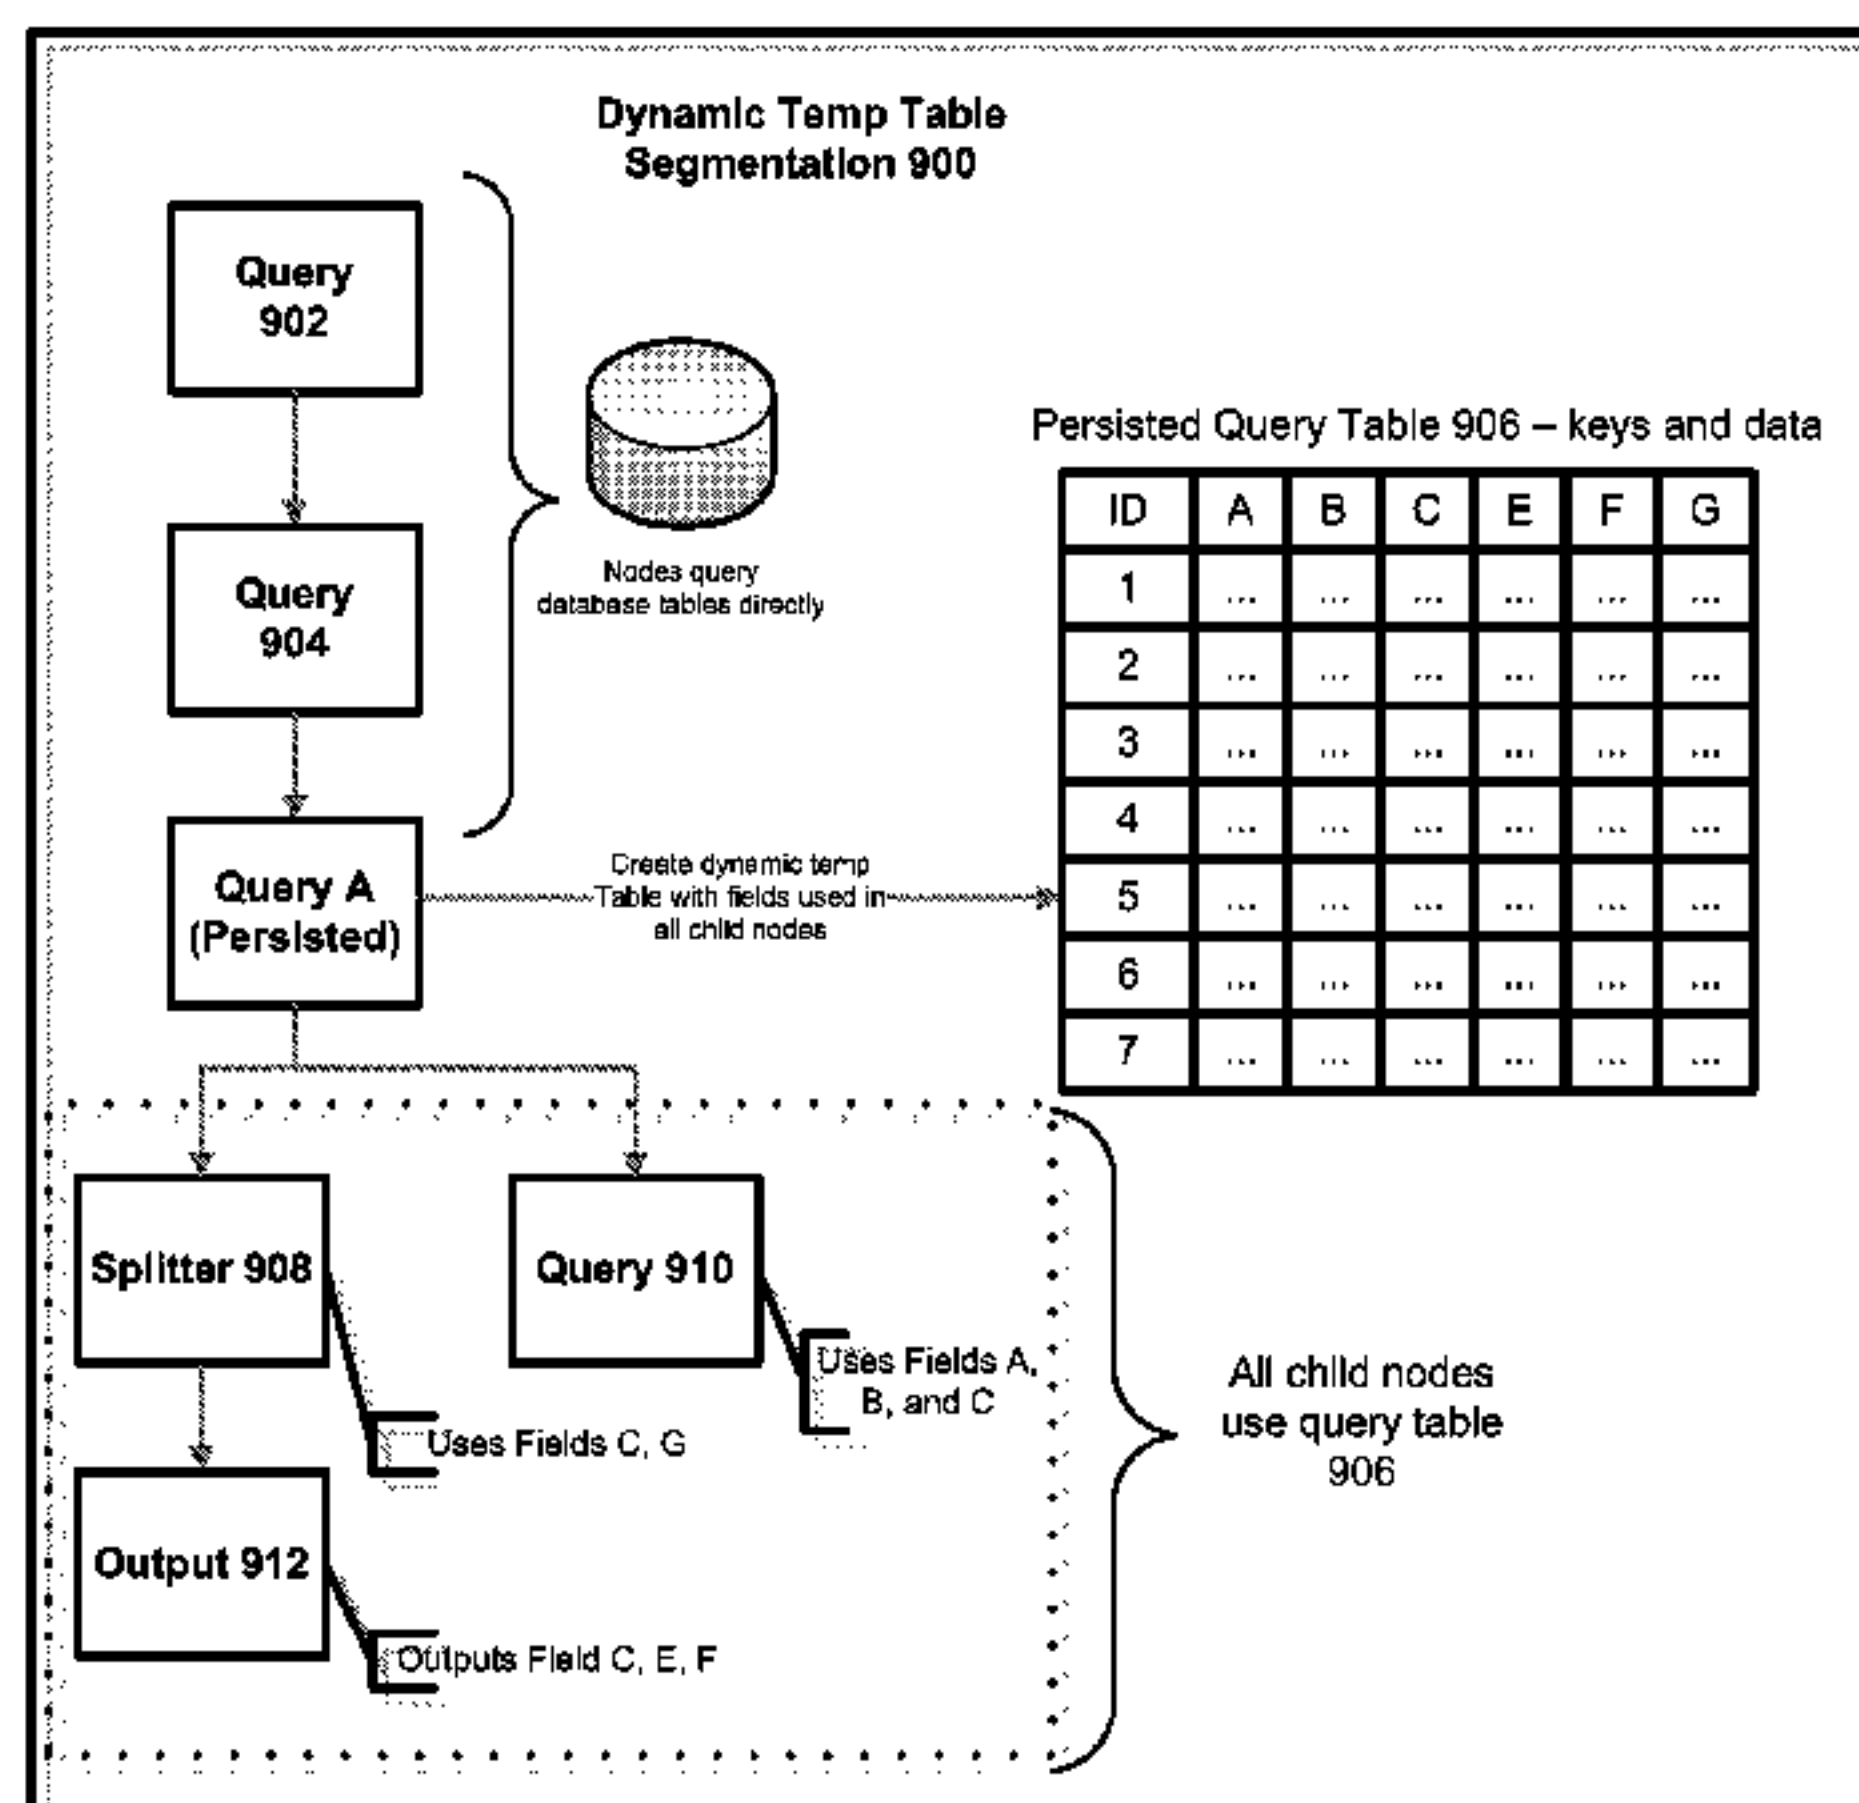 Dynamic Temp Table
Segmentation 900
Query
902
Query
904
Nodes query
database tables directly
Persisted Query Table 906 – keys and data
ID A B C E F G
1 ... ... ... ... ... ...
2 ... ... ... ... ... ...
3 ... ... ... ... ... ...
4 ... ... ... ... ... ...
5 ... ... ... ... ... ...
6 ... ... ... ... ... ...
7 ... ... ... ... ... ...
Query A
(Persisted)
Create dynamic temp
Table with fields used in
all child nodes
Splitter 908
Query 910
Uses Fields A,
B, and C
Uses Fields C, G
Output 912
Outputs Field C, E, F
All child nodes
use query table
906